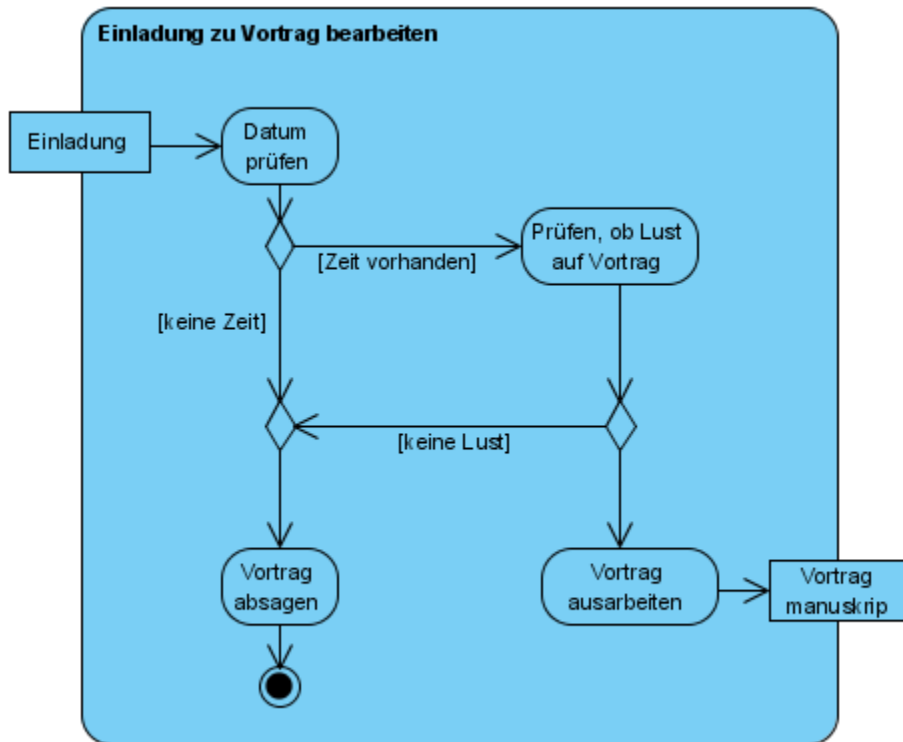 Einladung zu Vortrag bearbeiten
Einladung
Datum
prüfen
[Zeit vorhanden]
Prüfen, ob Lust
auf Vortrag
[keine Zeit]
[keine Lust]
Vortrag
absagen
Vortrag
ausarbeiten
Vortrag
manuskrip